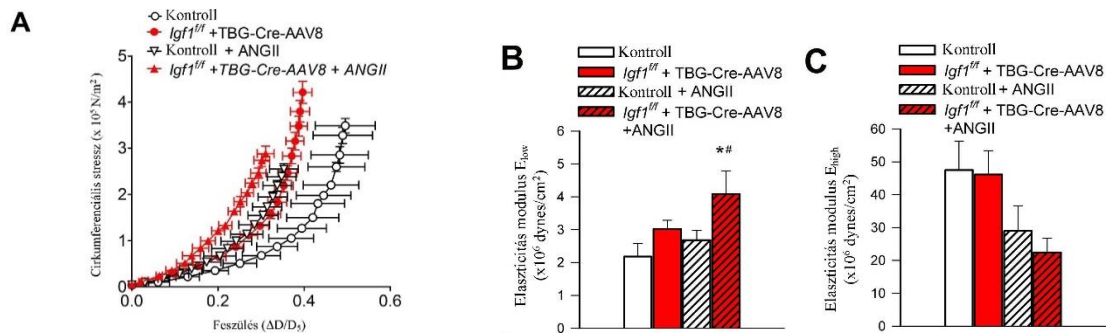 A
Kontroll
Igf1f/f +TBG-Cre-AAV8
Kontroll + ANGII
Igf1f/f +TBG-Cre-AAV8 + ANGII
Cirkumferenciális stressz (x 10⁵ N/m²)
5
4
3
2
1
0
0.0
0.2
0.4
0.6
Feszülés (ΔD/D₅)
B
Kontroll
Igf1f/f + TBG-Cre-AAV8
Kontroll + ANGII
Igf1f/f + TBG-Cre-AAV8
+ANGII
*#
Elaszticitás modulus Elow
(x10⁶ dynes/cm²)
6
5
4
3
2
1
0
C
Kontroll
Igf1f/f + TBG-Cre-AAV8
Kontroll + ANGII
Igf1f/f + TBG-Cre-AAV8
+ANGII
Elaszticitás modulus Ehigh
(x10⁶ dynes/cm²)
60
50
40
30
20
10
0